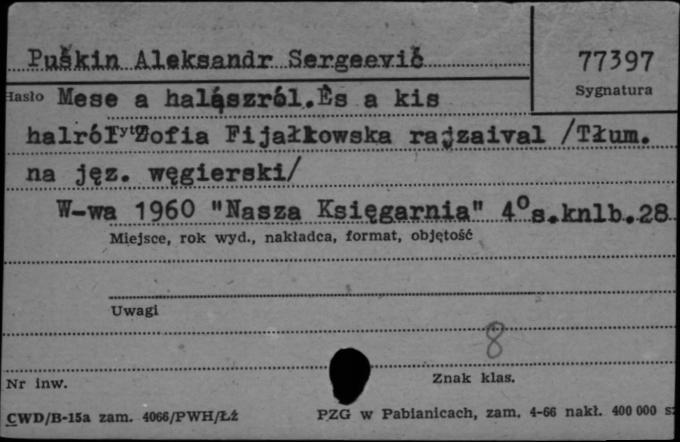 Puškin Aleksandr Sergeevič
77397
Sygnatura
Hasło Mese a halászról.És a kis
halról Zofia Fijałkowska rajzaival /Tłum.
na jęz. węgierski/
W-wa 1960 "Nasza Księgarnia" 4° s.knlb.28
Miejsce, rok wyd., nakładca, format, objętość
Uwagi
8
Nr inw.
Znak klas.
CWD/B-15a zam. 4066/PWH/Łż
PZG w Pabianicach, zam. 4-66 nakł. 400 000 sz